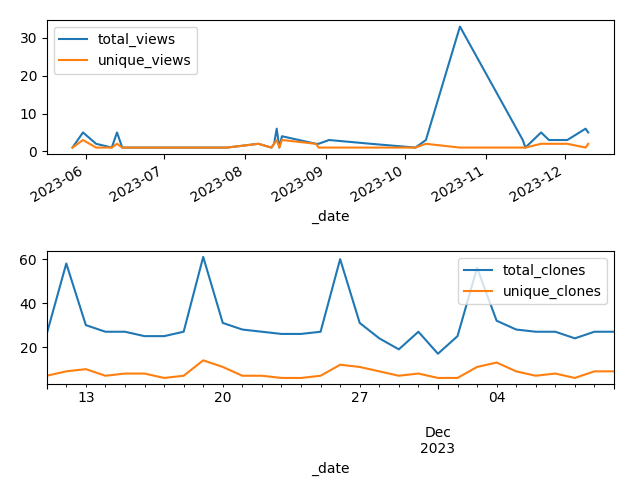 30
20
10
0
total_views
unique_views
2023-06
2023-07
2023-08
2023-09
2023-10
2023-11
2023-12
_date
60
40
20
total_clones
unique_clones
13
20
27
04
Dec
2023
_date